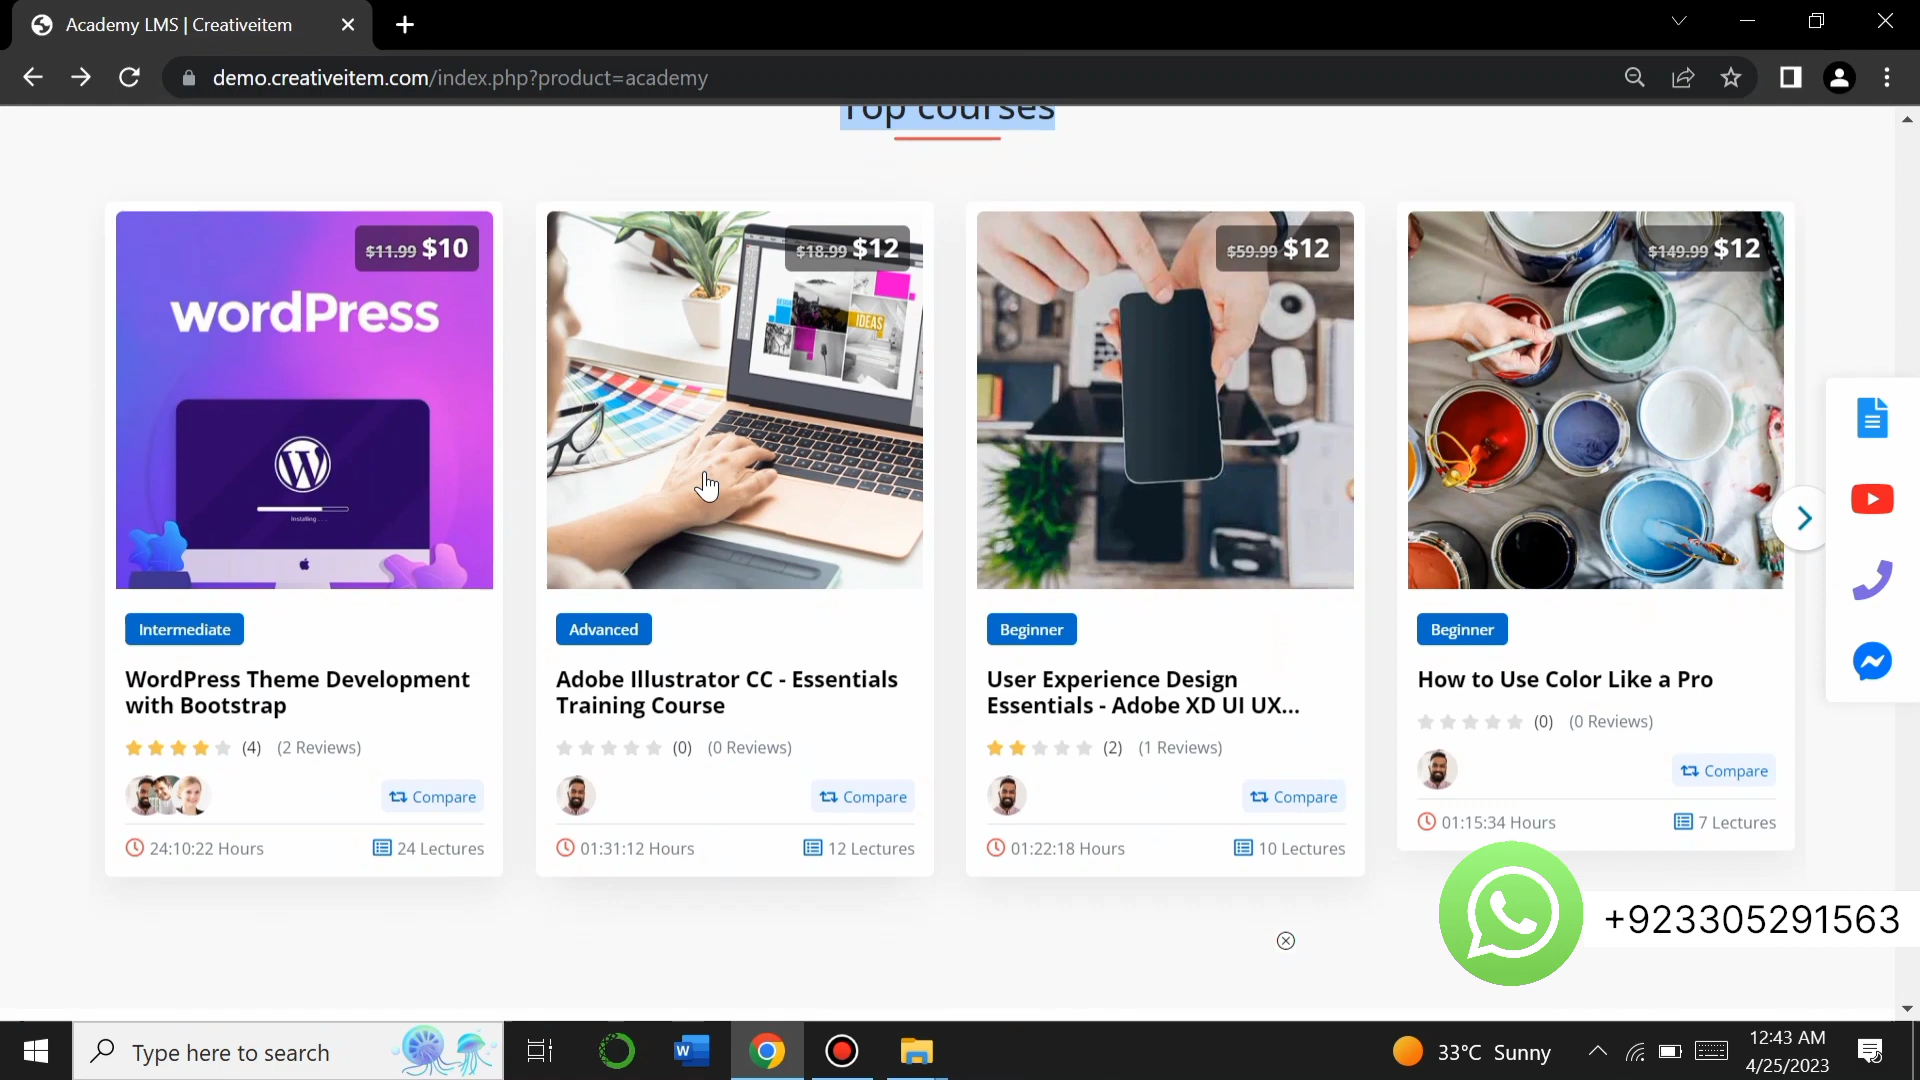 Academy LMS | Creativeitem
demo.creativeitem.com/index.php?product=academy
Top courses
$11.99 $10
$18.99 $12
$59.99 $12
$149.99 $12
wordPress
Installing...
IDEAS
Intermediate
WordPress Theme Development
with Bootstrap
(4) (2 Reviews)
Compare
24:10:22 Hours
24 Lectures
Advanced
Adobe Illustrator CC - Essentials
Training Course
(0) (0 Reviews)
Compare
01:31:12 Hours
12 Lectures
Beginner
User Experience Design
Essentials - Adobe XD UI UX...
(2) (1 Reviews)
Compare
01:22:18 Hours
10 Lectures
Beginner
How to Use Color Like a Pro
(0) (0 Reviews)
Compare
01:15:34 Hours
7 Lectures
+923305291563
Type here to search
33°C Sunny
12:43 AM
4/25/2023